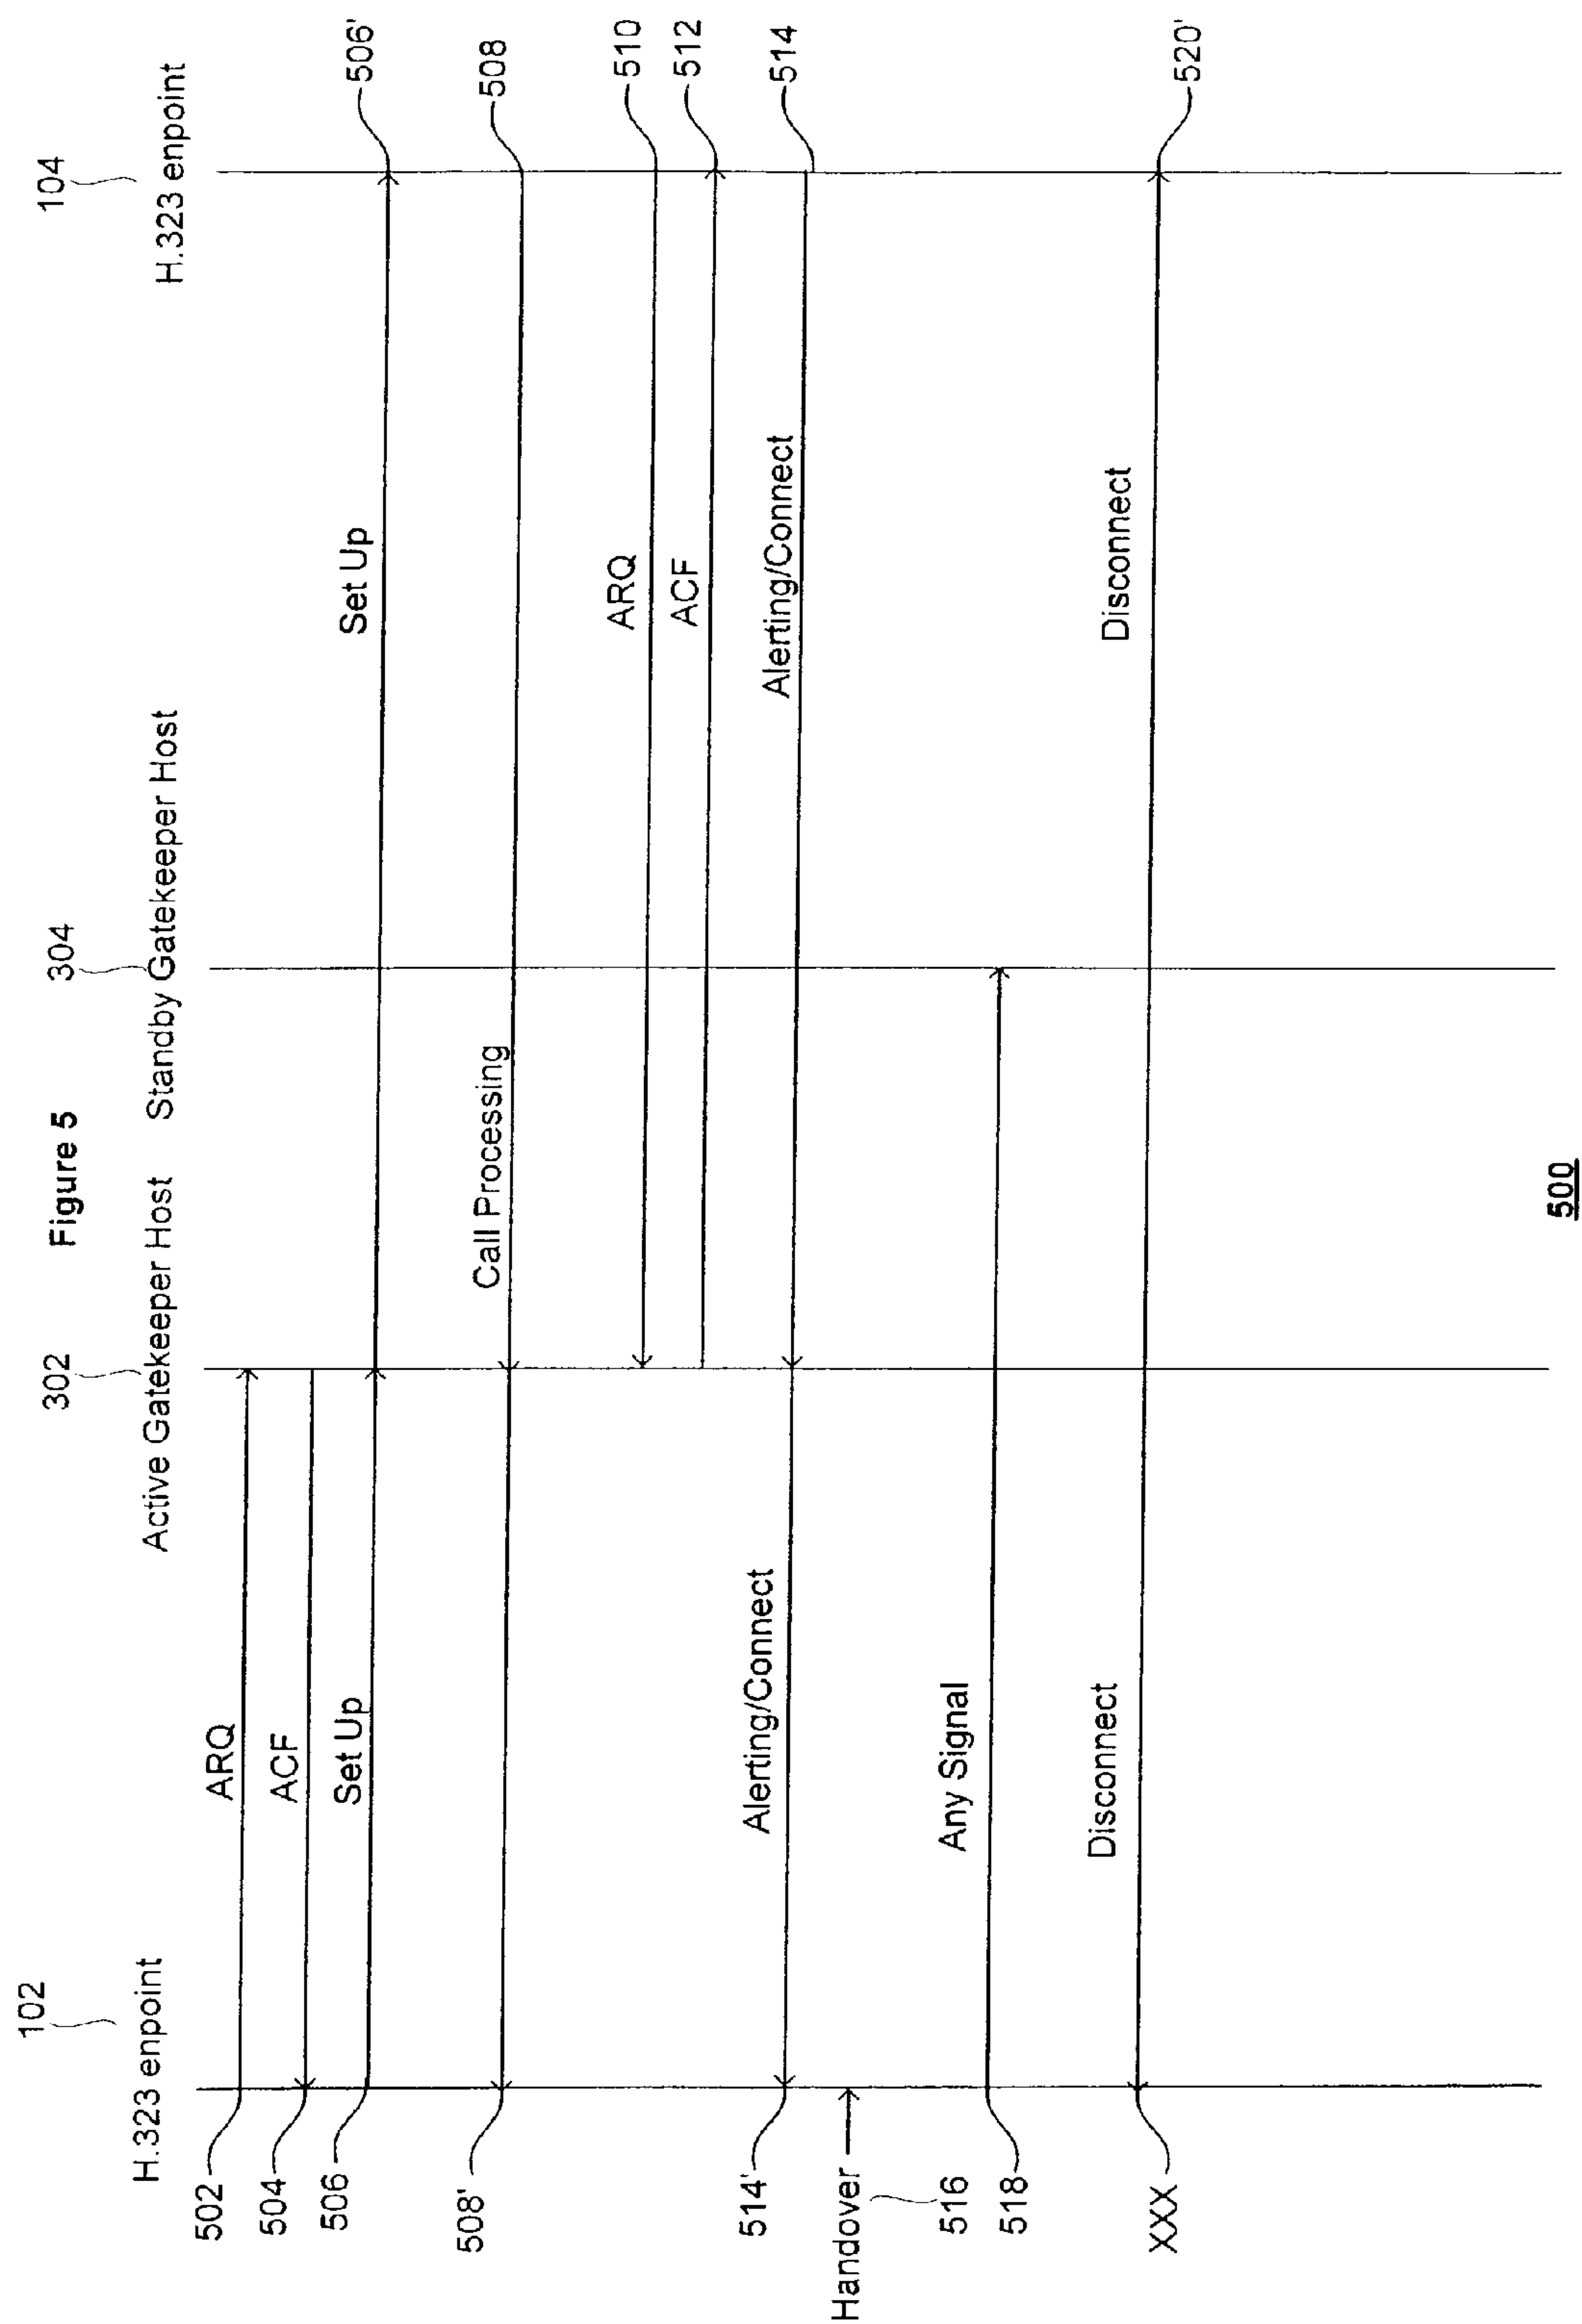 Figure 5
102
302
304
104
H.323 enpoint
Active Gatekeeper Host
Standby Gatekeeper Host
H.323 enpoint
502
ARQ
504
ACF
506
Set Up
Set Up
506'
508'
Call Processing
508
ARQ
510
ACF
512
514'
Alerting/Connect
Alerting/Connect
514
Handover
516
518
Any Signal
XXX
Disconnect
Disconnect
520'
500